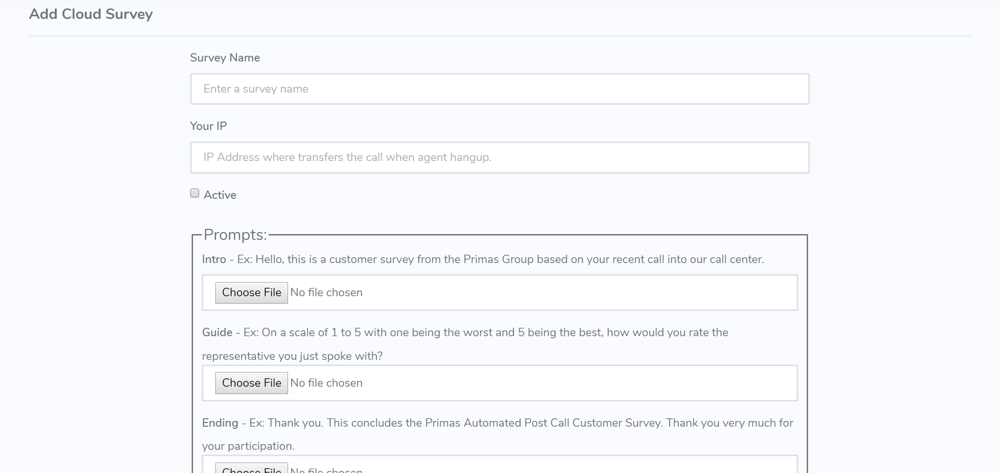 Add Cloud Survey
Survey Name
Enter a survey name
Your IP
IP Address where transfers the call when agent hangup.
Active
Prompts:
Intro - Ex: Hello, this is a customer survey from the Primas Group based on your recent call into our call center.
Choose File No file chosen
Guide - Ex: On a scale of 1 to 5 with one being the worst and 5 being the best, how would you rate the
representative you just spoke with?
Choose File No file chosen
Ending - Ex: Thank you. This concludes the Primas Automated Post Call Customer Survey. Thank you very much for
your participation.
Choose File No file chosen